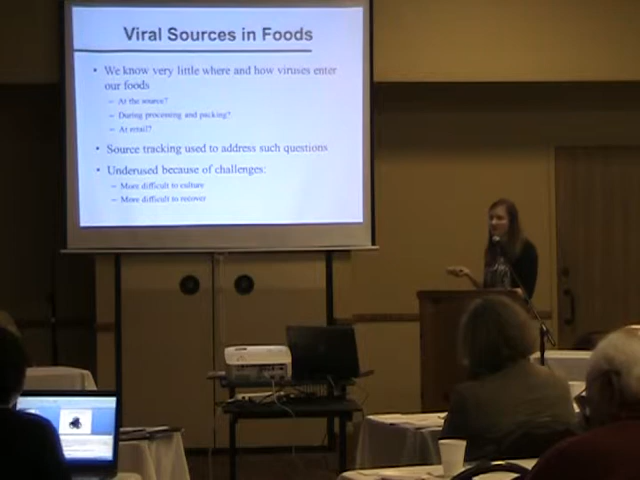 Viral Sources in Foods
• We know very little where and how viruses enter
our foods
– At the source?
– During processing and packing?
– At retail?
• Source tracking used to address such questions
• Underused because of challenges:
– More difficult to culture
– More difficult to recover